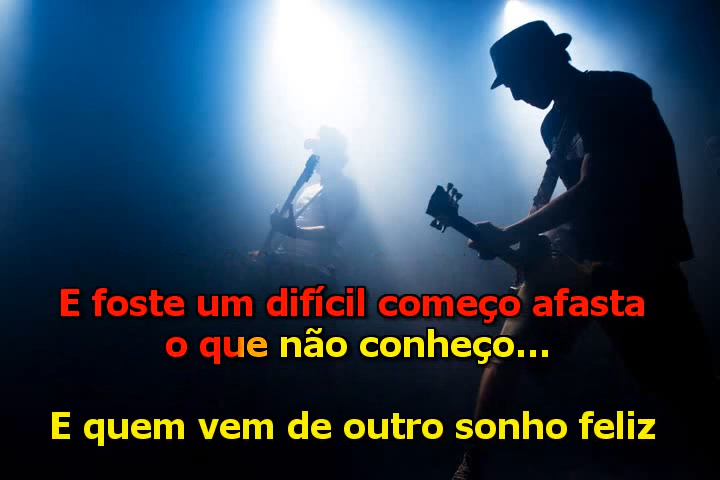 E foste um difícil começo afasta
o que não conheço...
E quem vem de outro sonho feliz